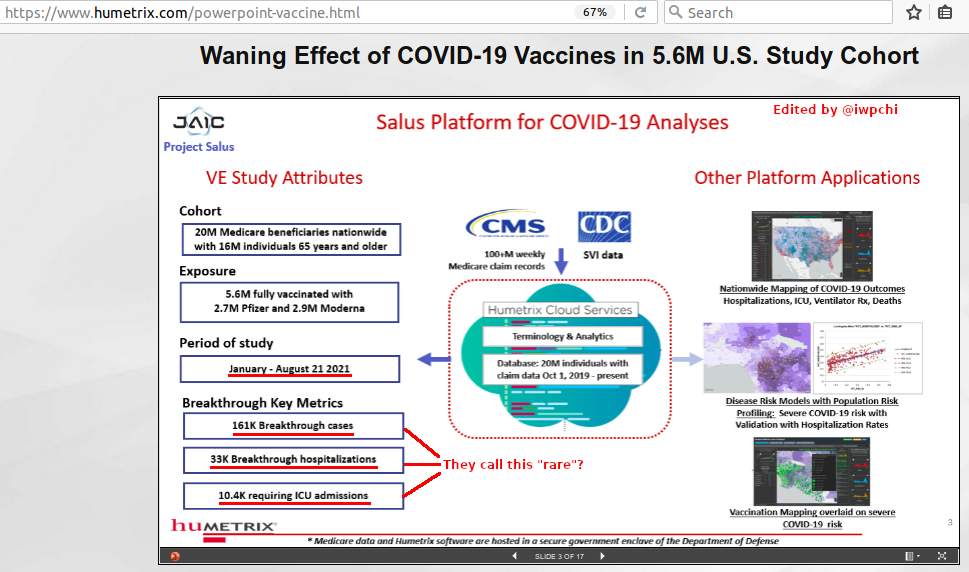 https://www.humetrix.com/powerpoint-vaccine.html
67%
Search
Waning Effect of COVID-19 Vaccines in 5.6M U.S. Study Cohort
JAIC
Project Salus
Salus Platform for COVID-19 Analyses
Edited by @iwpchi
VE Study Attributes
Cohort
20M Medicare beneficiaries nationwide
with 16M individuals 65 years and older
Exposure
5.6M fully vaccinated with
2.7M Pfizer and 2.9M Moderna
Period of study
January - August 21 2021
Breakthrough Key Metrics
161K Breakthrough cases
33K Breakthrough hospitalizations
10.4K requiring ICU admissions
They call this "rare"?
CMS
CDC
100+M weekly
Medicare claim records
SVI data
Humetrix Cloud Services
Terminology & Analytics
Database: 20M individuals with
claim data Oct 1, 2019 - present
Other Platform Applications
Nationwide Mapping of COVID-19 Outcomes
Hospitalizations, ICU, Ventilator Rx, Deaths
Disease Risk Models with Population Risk
Profiling: Severe COVID-19 risk with
Validation with Hospitalization Rates
Vaccination Mapping overlaid on severe
COVID-19 risk
huMETRIX
3
* Medicare data and Humetrix software are hosted in a secure government enclave of the Department of Defense
SLIDE 3 OF 17